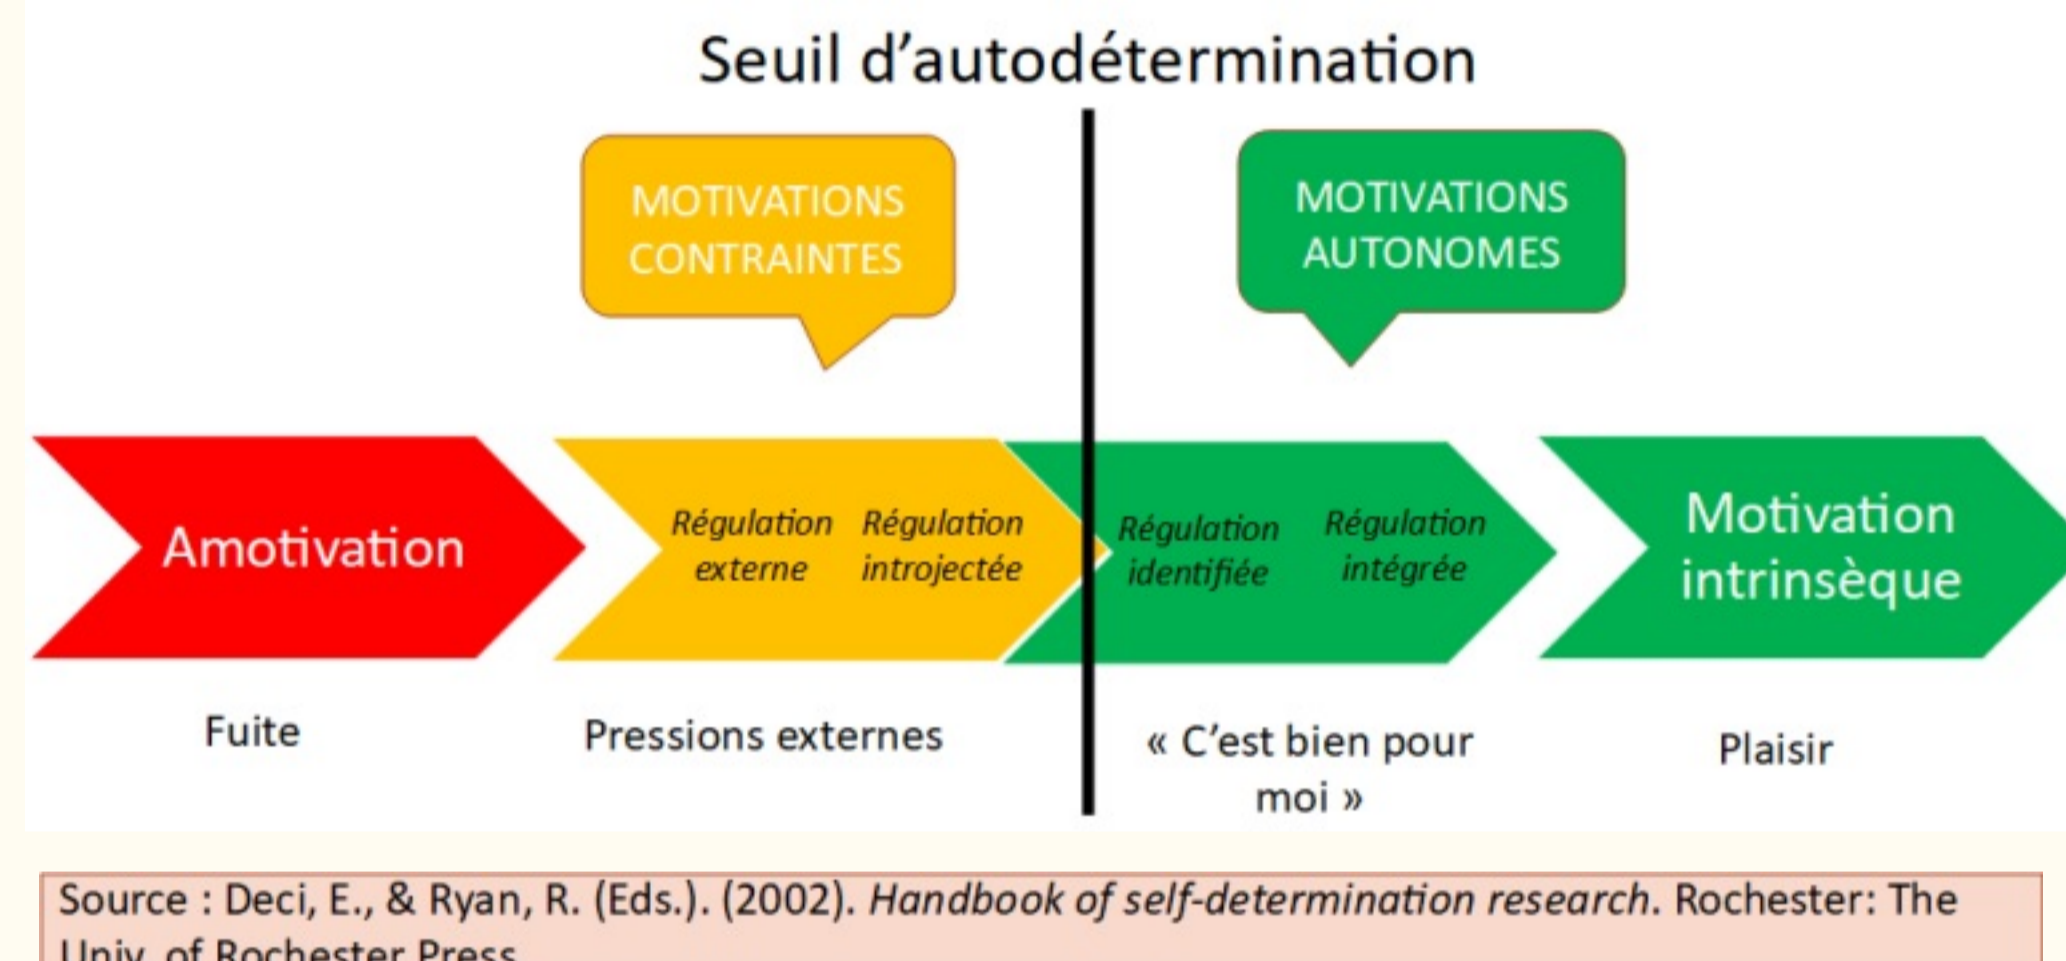 Seuil d’autodétermination
MOTIVATIONS
CONTRAINTES
MOTIVATIONS
AUTONOMES
Amotivation
Régulation
externe
Régulation
introjectée
Régulation
identifiée
Régulation
intégrée
Motivation
intrinsèque
Fuite
Pressions externes
« C’est bien pour
moi »
Plaisir
Source : Deci, E., & Ryan, R. (Eds.). (2002). Handbook of self-determination research. Rochester: The
Univ. of Rochester Press